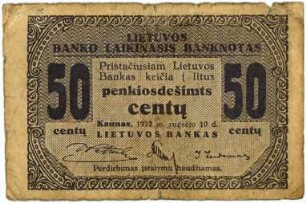 LIETUVOS
BANKO LAIKINASIS BANKNOTAS
Pristačiusiam Lietuvos
Bankas keičia į litus
50 penkiosdešimts 50
centų
centų centų
Kaunas, 1922 m. rugsėjo 10 d.
LIETUVOS BANKAS
Perdirbimas įstatymu baudžiamas.